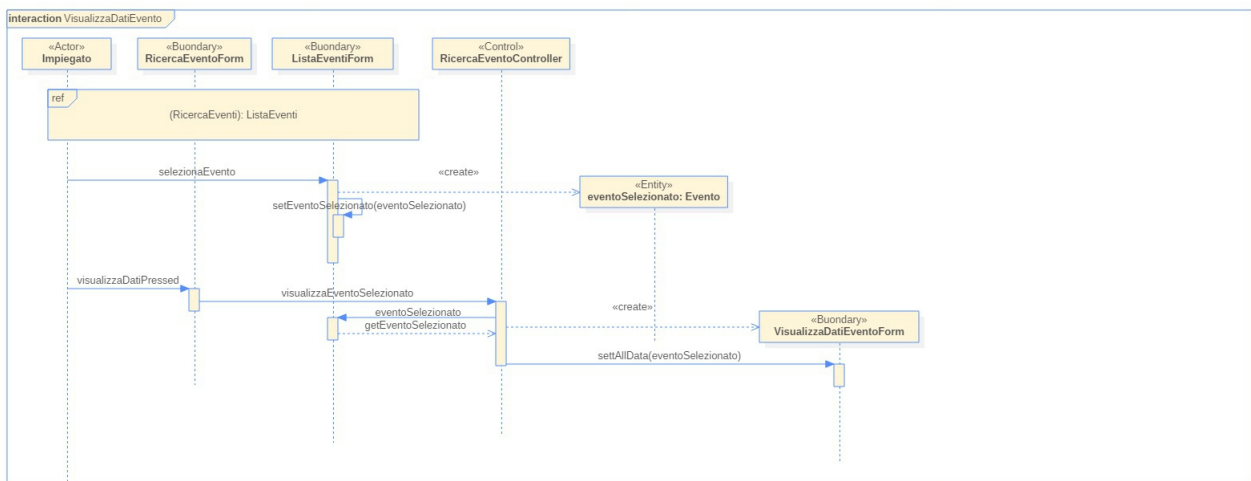 interaction VisualizzaDatiEvento
«Actor»
Impiegato
«Buondary»
RicercaEventoForm
«Buondary»
ListaEventiForm
«Control»
RicercaEventoController
ref
(RicercaEventi): ListaEventi
selezionaEvento
«create»
«Entity»
eventoSelezionato: Evento
setEventoSelezionato(eventoSelezionato)
visualizzaDatiPressed
visualizzaEventoSelezionato
«create»
eventoSelezionato
«Buondary»
VisualizzaDatiEventoForm
getEventoSelezionato
settAllData(eventoSelezionato)